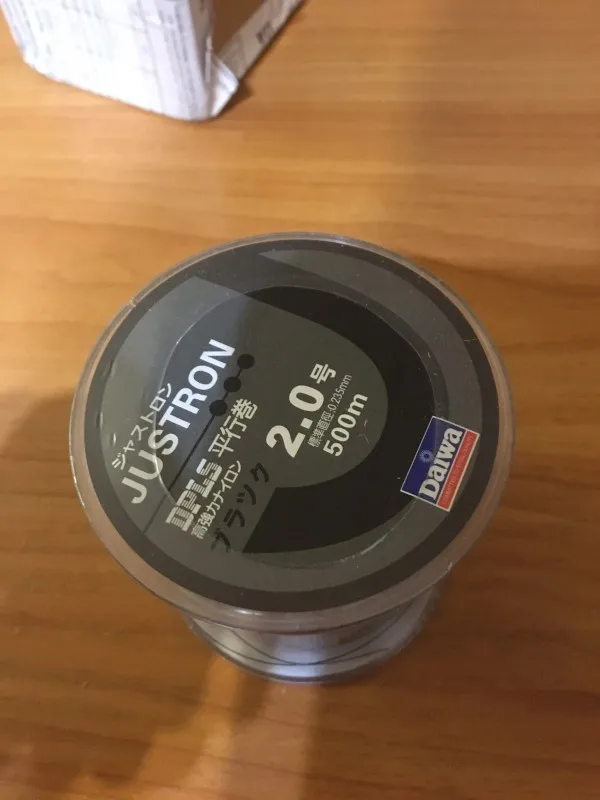 ジャストロン
JUSTRON
DPLS 平行巻
高強力ナイロン
ブラック
2.0号
標準直径:0.235mm
500m
Daiwa